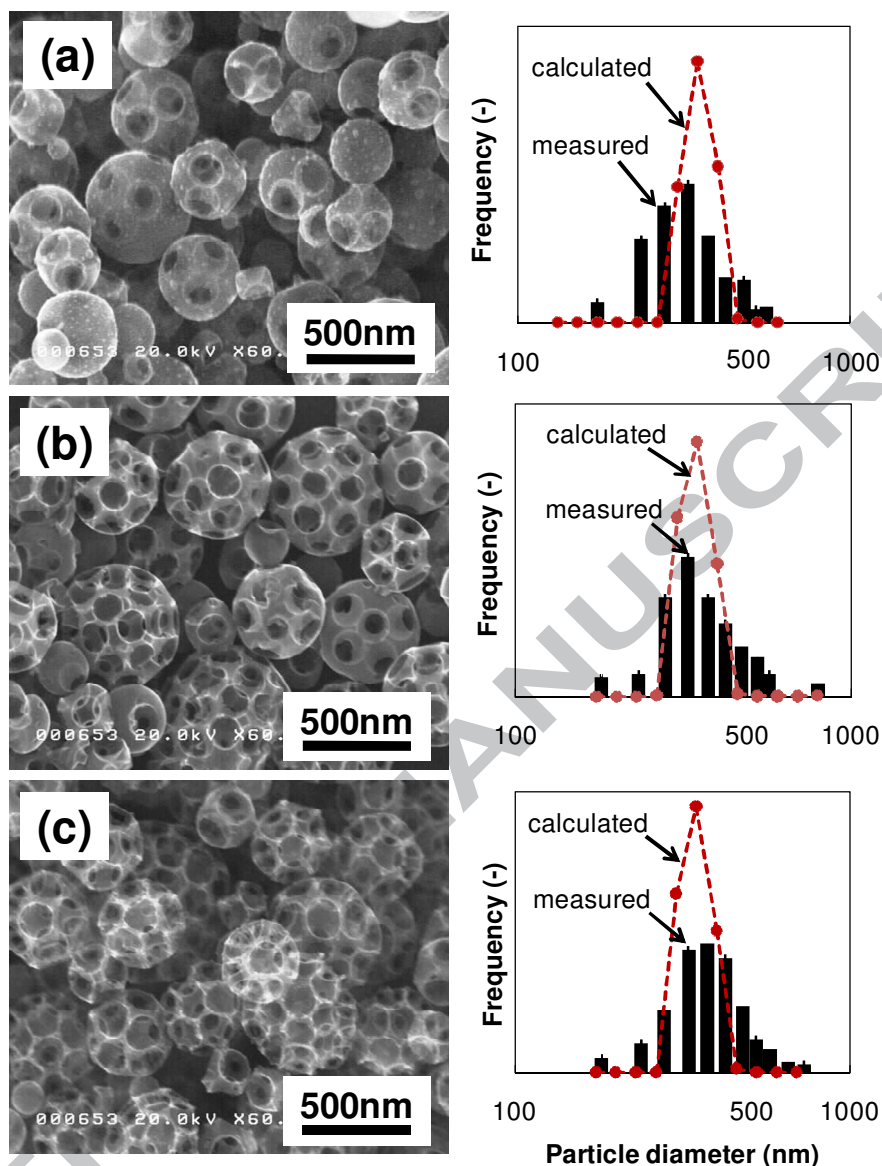 (a)
500nm
000653 20.0kV X60.
Frequency (-)
calculated
measured
100
500
1000
(b)
500nm
000653 20.0kV X60.
Frequency (-)
calculated
measured
100
500
1000
(c)
500nm
000653 20.0kV X60.
Frequency (-)
calculated
measured
100
500
1000
Particle diameter (nm)
MANUSCRI